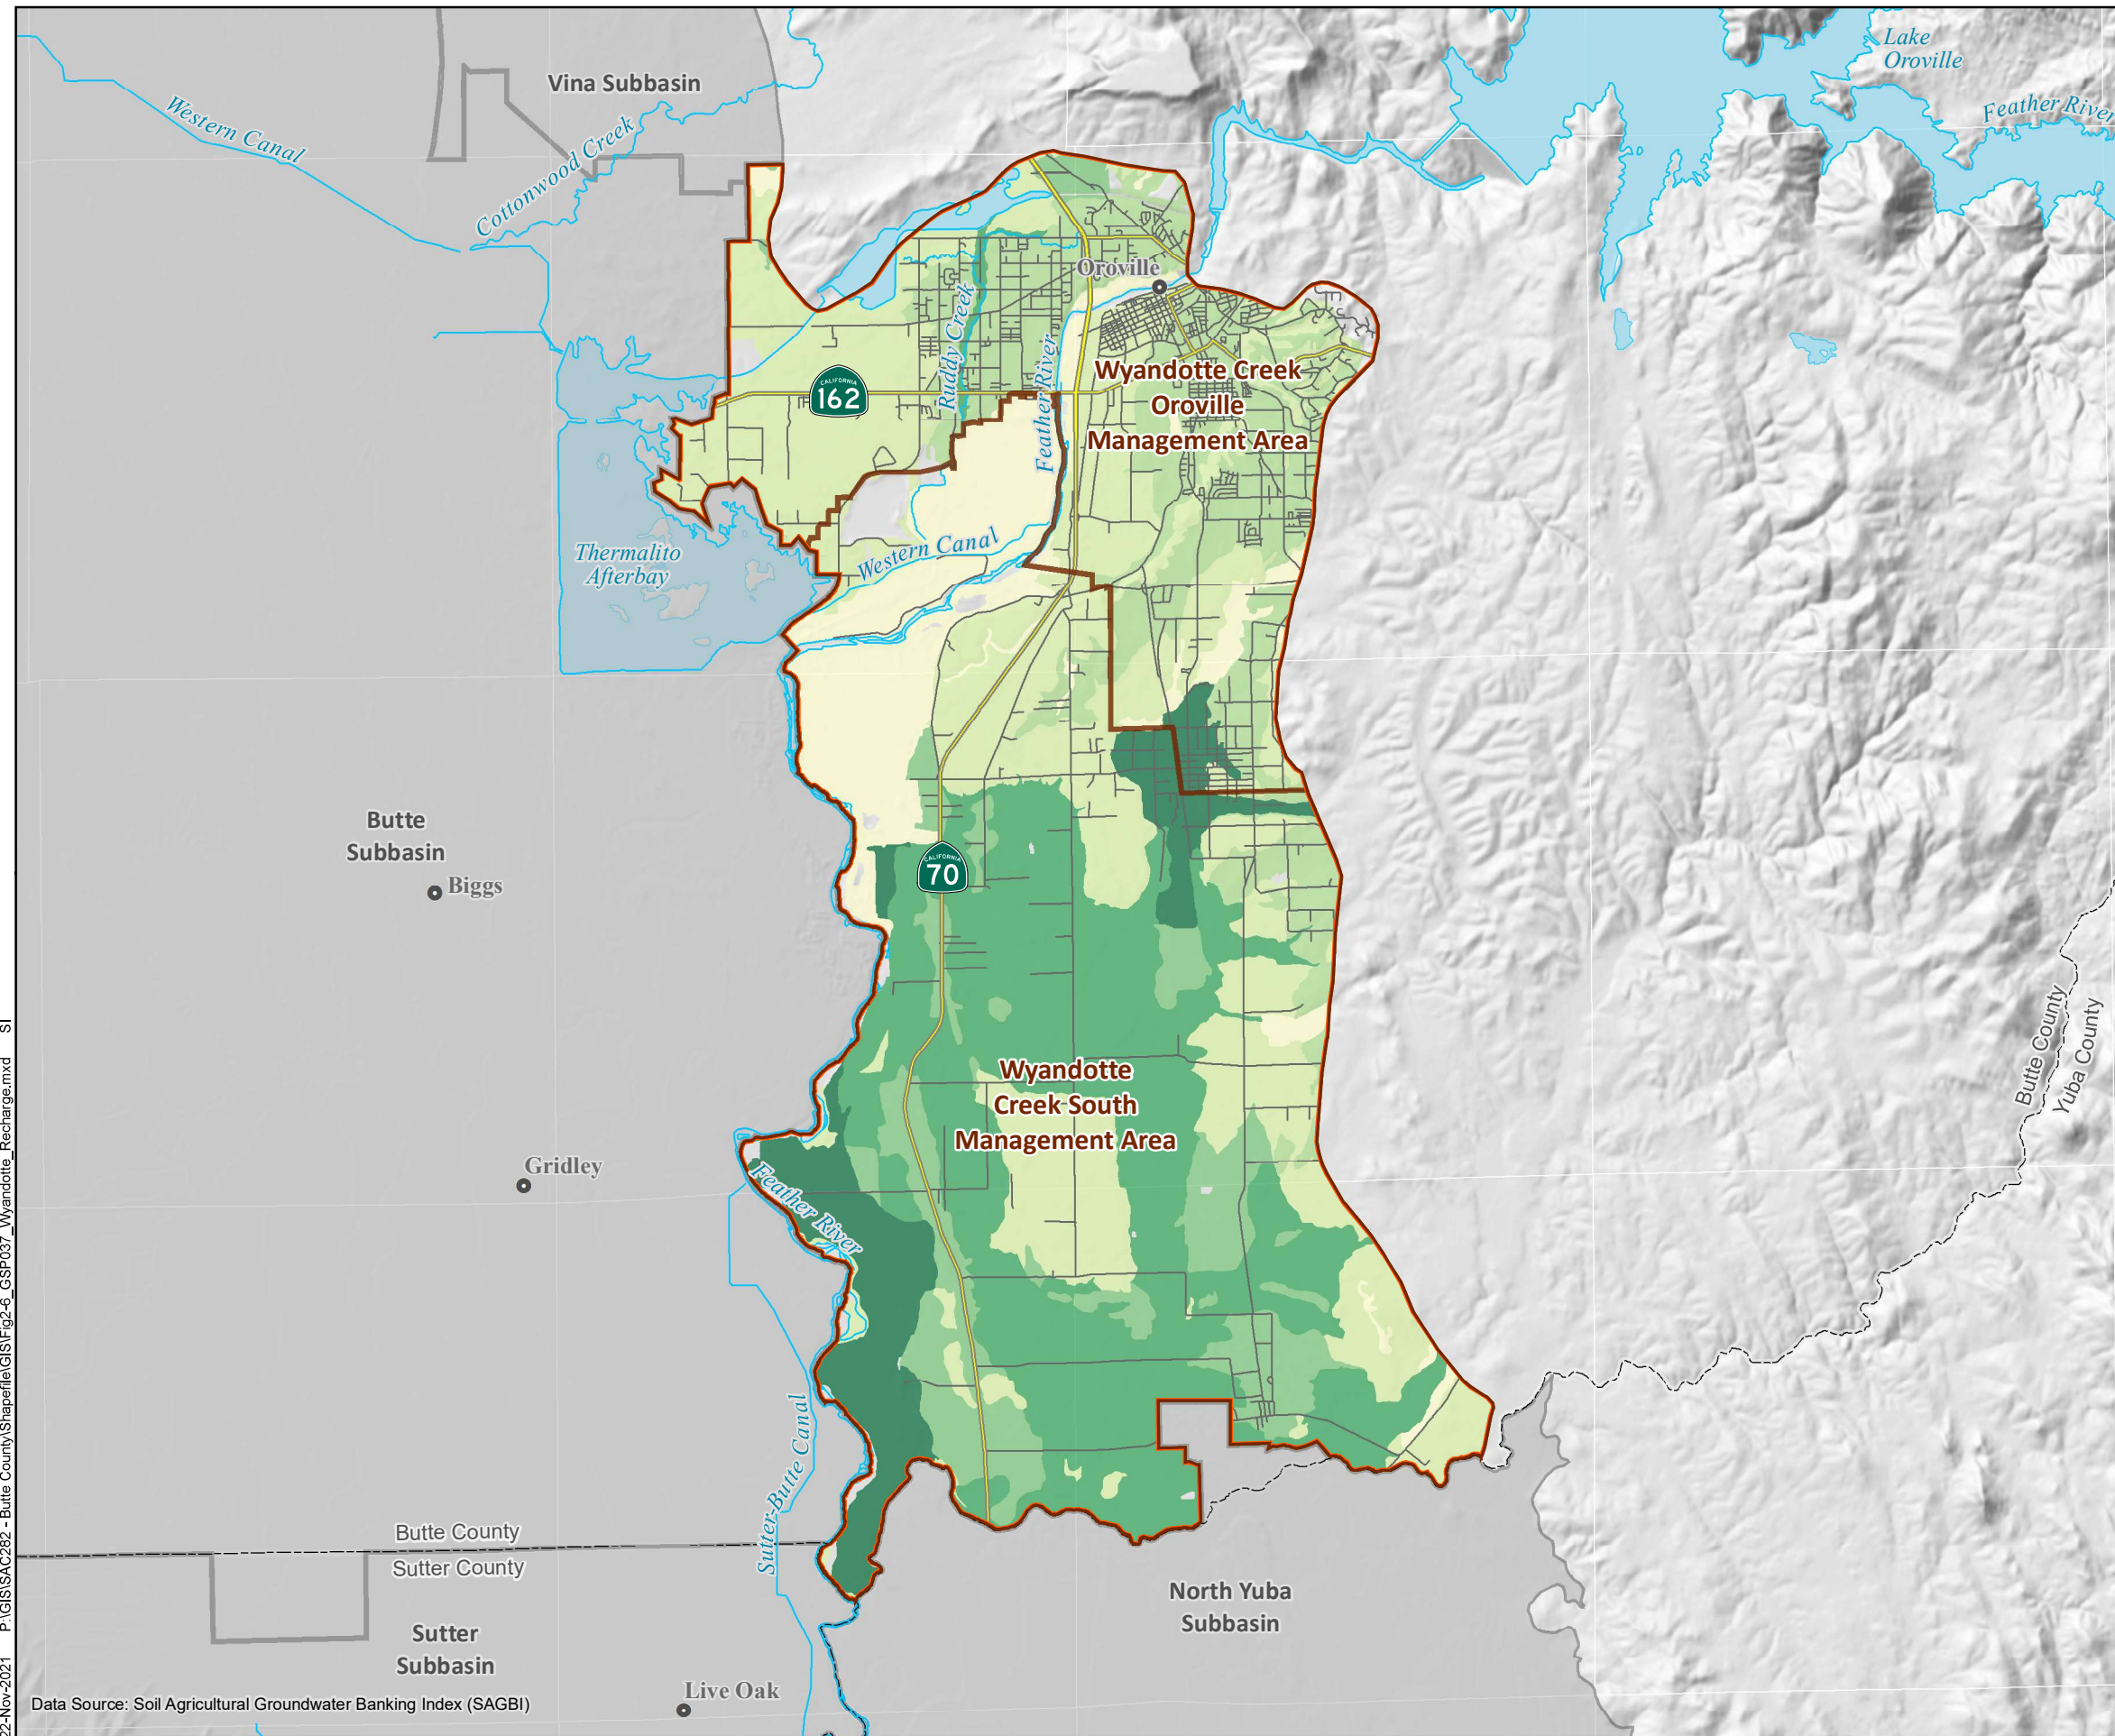 Lake
Oroville
Feather River
Vina Subbasin
Western Canal
Cottonwood Creek
Oroville
Ruddy Creek
Feather River
Wyandotte Creek
Oroville
Management Area
CALIFORNIA
162
Western Canal
Thermalito
Afterbay
Butte
Subbasin
Biggs
CALIFORNIA
70
Butte County
Yuba County
Wyandotte
Creek South
Management Area
Gridley
Feather River
Sutter-Butte Canal
Butte County
Sutter County
North Yuba
Subbasin
Sutter
Subbasin
Live Oak
Data Source: Soil Agricultural Groundwater Banking Index (SAGBI)
22-Nov-2021 P:\GIS\SAC282 - Butte County\Shapefile\GIS\Fig2-6_GSP037_Wyandotte_Recharge.mxd SI